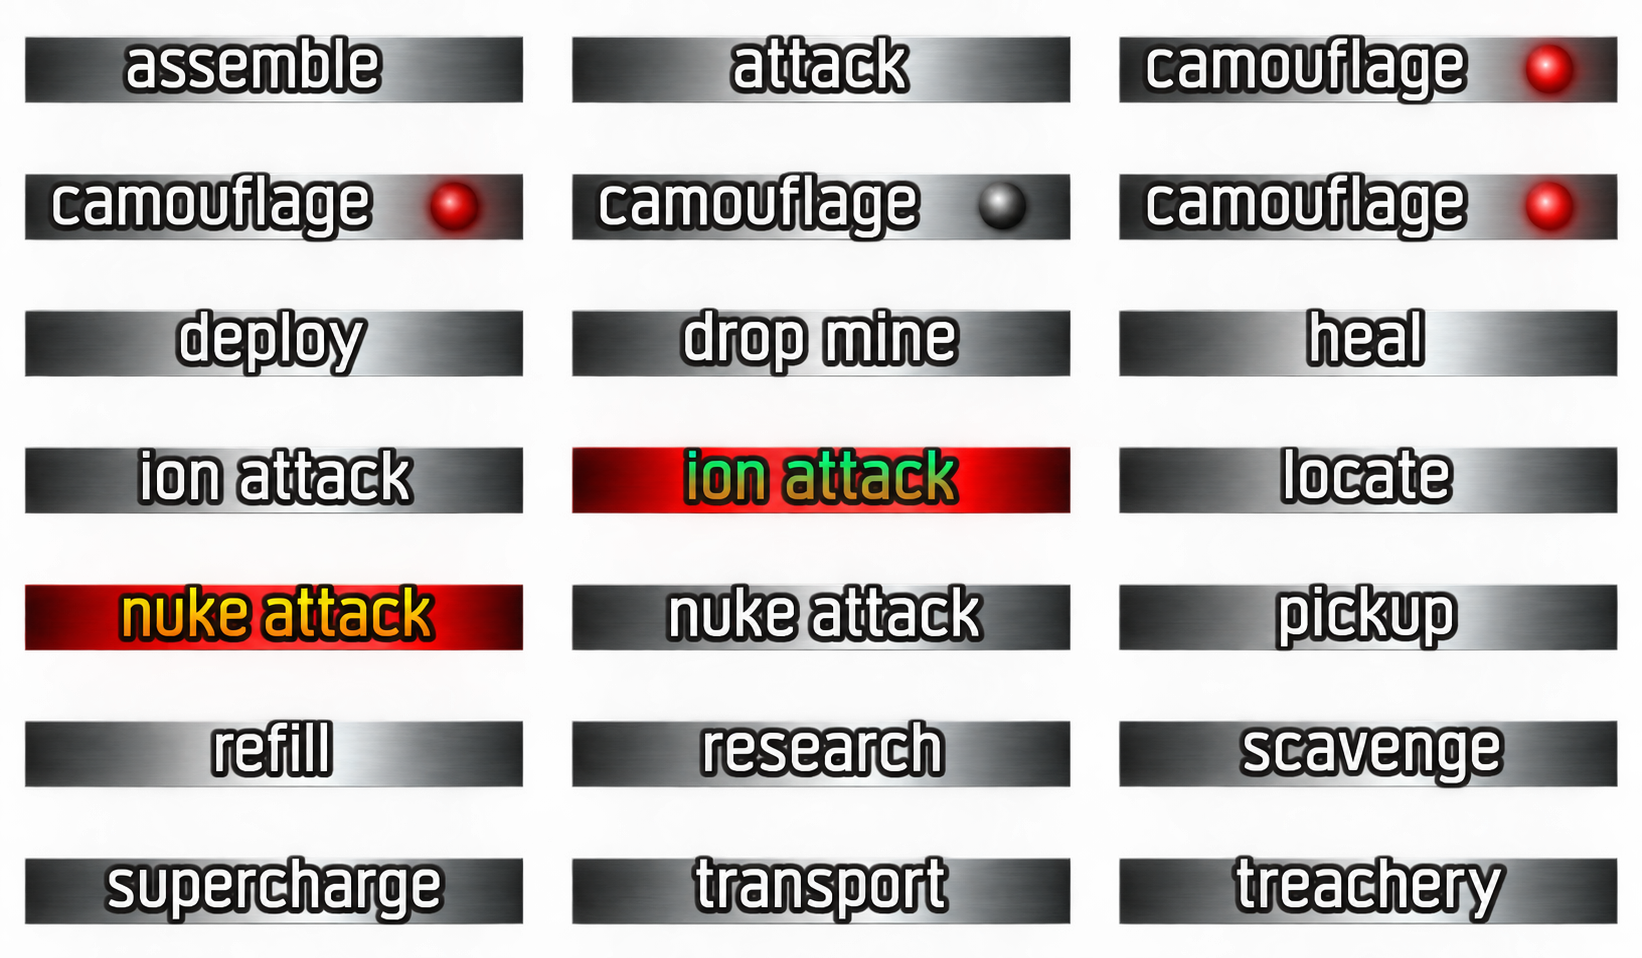 assemble
attack
camouflage
camouflage
camouflage
camouflage
deploy
drop mine
heal
ion attack
ion attack
locate
nuke attack
nuke attack
pickup
refill
research
scavenge
supercharge
transport
treachery